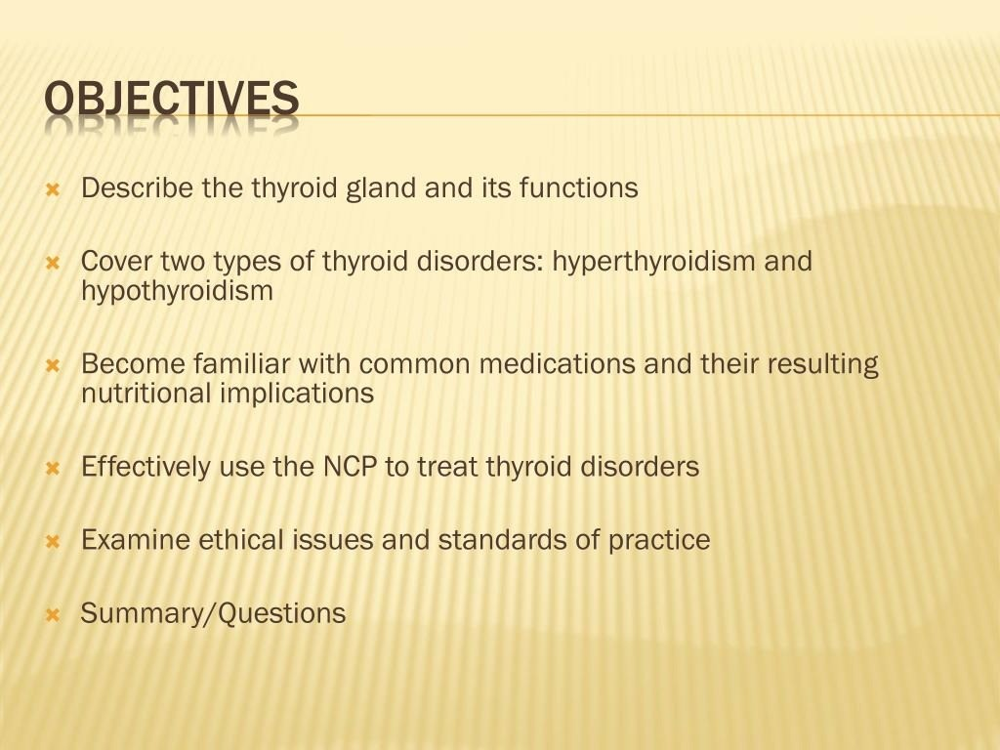 OBJECTIVES
Describe the thyroid gland and its functions
Cover two types of thyroid disorders: hyperthyroidism and
hypothyroidism
Become familiar with common medications and their resulting
nutritional implications
Effectively use the NCP to treat thyroid disorders
Examine ethical issues and standards of practice
Summary/Questions